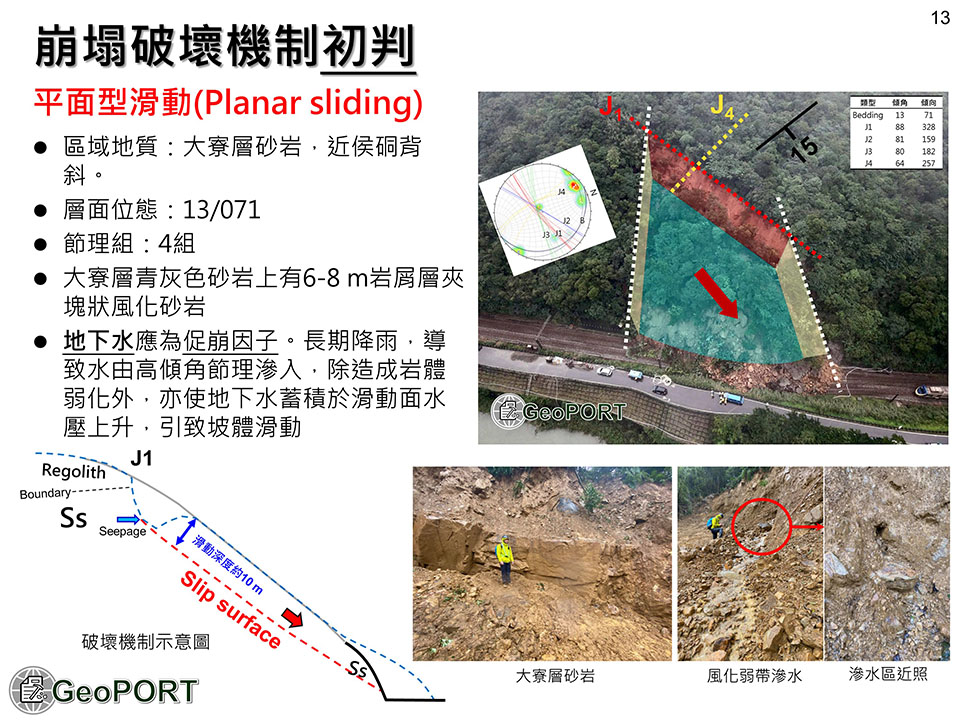 13
崩塌破壞機制初判
平面型滑動(Planar sliding)
● 區域地質：大寮層砂岩，近侯硐背
斜。
● 層面位態：13/071
● 節理組：4組
● 大寮層青灰色砂岩上有6-8 m岩屑層夾
塊狀風化砂岩
● 地下水應為促崩因子。長期降雨，導
致水由高傾角節理滲入，除造成岩體
弱化外，亦使地下水蓄積於滑動面水
壓上升，引致坡體滑動
J1
J4
15
類型 傾角 傾向
Bedding 13 71
J1 88 328
J2 81 159
J3 80 182
J4 64 257
N
J4
J2 B
J3 J1
GeoPORT
J1
Regolith
Boundary
Ss
Seepage
滑動深度約10 m
Slip surface
Ss
破壞機制示意圖
GeoPORT
大寮層砂岩
風化弱帶滲水
滲水區近照